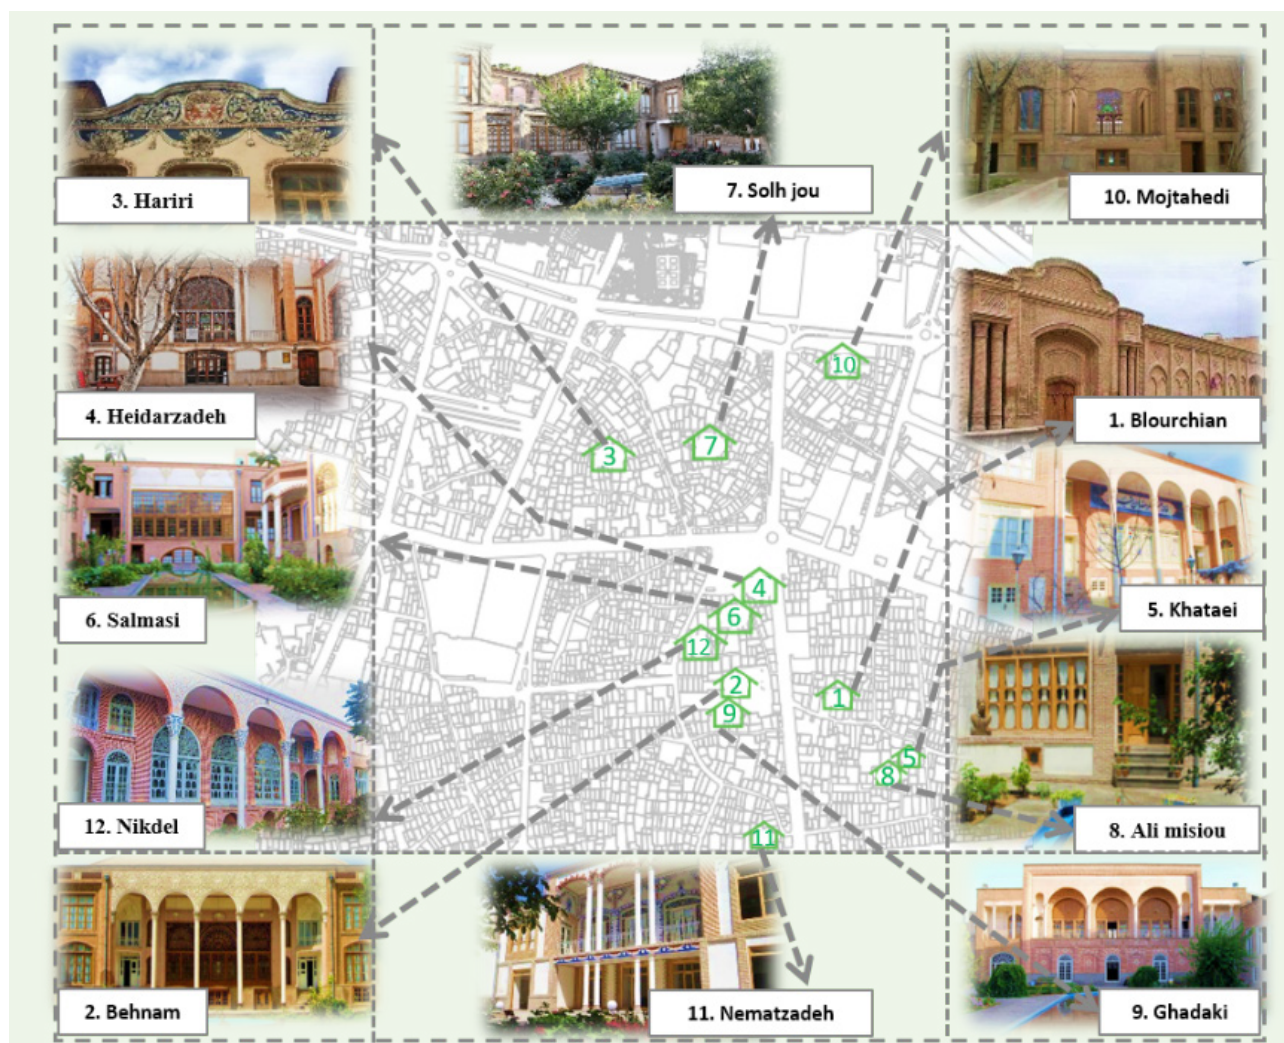 3. Hariri
7. Solh jou
10. Mojtahedi
4. Heidarzadeh
1. Blourchian
6. Salmasi
5. Khataei
12. Nikdel
8. Ali misiou
2. Behnam
11. Nematzadeh
9. Ghadaki
10
7
3
4
6
12
2
1
9
5
8
11